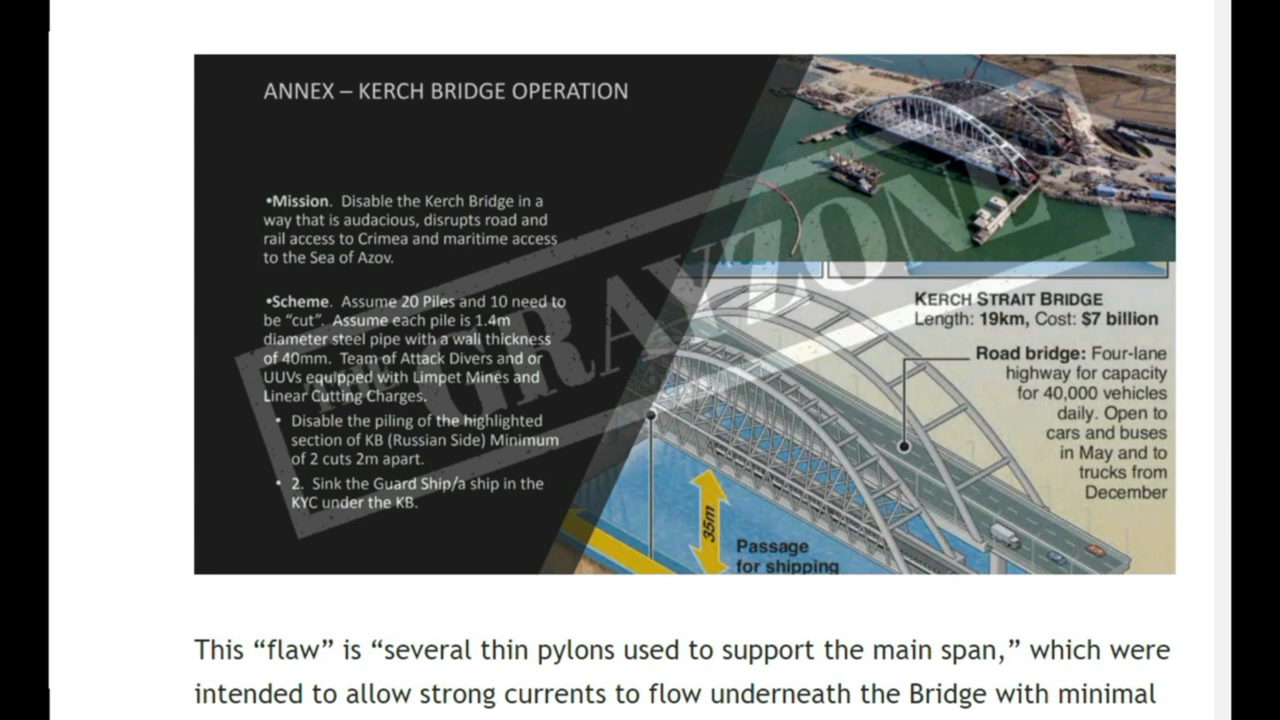 ANNEX – KERCH BRIDGE OPERATION
•Mission. Disable the Kerch Bridge in a
way that is audacious, disrupts road and
rail access to Crimea and maritime access
to the Sea of Azov.
•Scheme. Assume 20 Piles and 10 need to
be “cut”. Assume each pile is 1.4m
diameter steel pipe with a wall thickness
of 40mm. Team of Attack Divers and or
UUVs equipped with Limpet Mines and
Linear Cutting Charges.
• Disable the piling of the highlighted
section of KB (Russian Side) Minimum
of 2 cuts 2m apart.
• 2. Sink the Guard Ship/a ship in the
KYC under the KB.
THE GRAYZONE
KERCH STRAIT BRIDGE
Length: 19km, Cost: $7 billion
Road bridge: Four-lane
highway for capacity
for 40,000 vehicles
daily. Open to
cars and buses
in May and to
trucks from
December
35m
Passage
for shipping
This “flaw” is “several thin pylons used to support the main span,” which were
intended to allow strong currents to flow underneath the Bridge with minimal